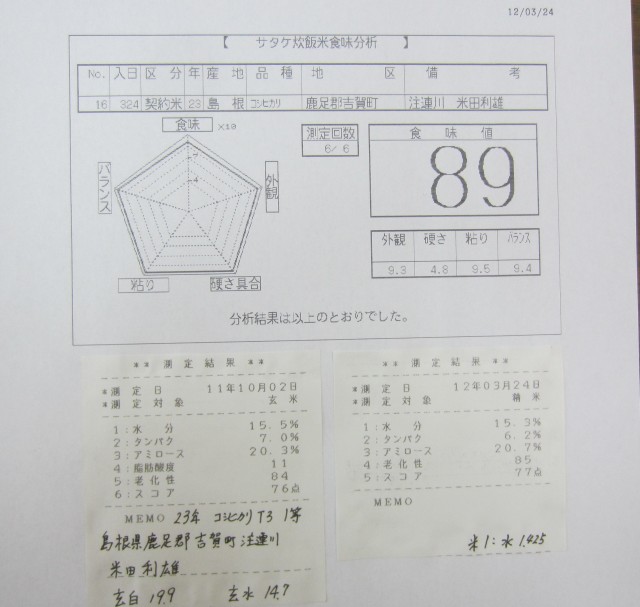 12/03/24
【 サタケ炊飯米食味分析 】
No. 入日 区分 年 産地 品種 地区 備考
16 324 契約米 23 島根 コシヒカリ 鹿足郡吉賀町 注連川 米田利雄
食味 ×10
バランス
外観
粘り
硬さ具合
7
4
測定回数
6/ 6
食味値
89
外観 硬さ 粘り バランス
9.3 4.8 9.5 9.4
分析結果は以上のとおりでした。
** 測定結果 **
*測定日 11年10月02日
*測定対象 玄米
1:水分 15.5%
2:タンパク 7.0%
3:アミロース 20.3%
4:脂肪酸度 11
5:老化性 84
6:スコア 76点
MEMO 23年 コシヒカリ T3 1等
島根県鹿足郡吉賀町注連川
米田利雄
玄白 19.9 玄水 14.7
** 測定結果 **
*測定日 12年03月24日
*測定対象 精米
1:水分 15.3%
2:タンパク 6.2%
3:アミロース 20.7%
4:老化性 85
5:スコア 77点
MEMO
米1:水1.425